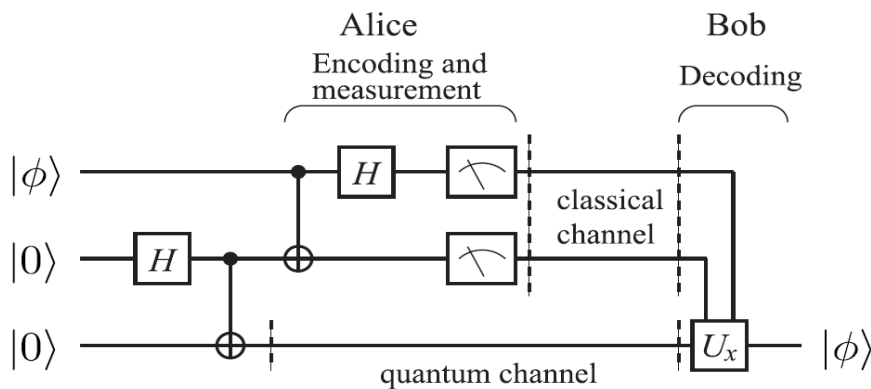 Alice
Bob
Encoding and
measurement
Decoding
|ϕ⟩
H
classical
channel
|0⟩
H
|0⟩
U_x
|ϕ⟩
quantum channel